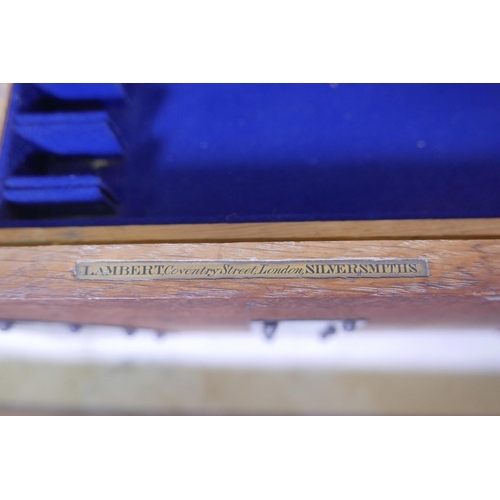 LAMBERT, Coventry Street, London, SILVERSMITHS